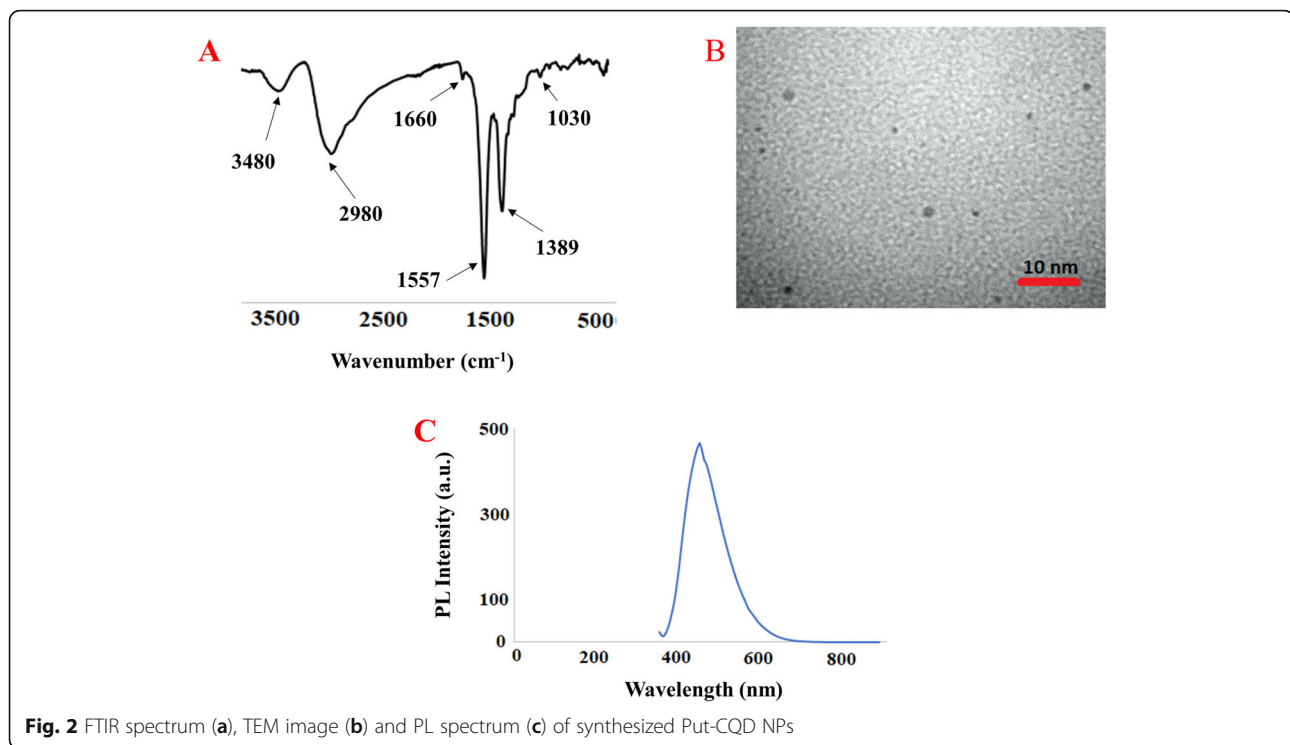 A
3480
2980
1660
1557
1389
1030
3500 2500 1500 500
Wavenumber (cm-1)
B
10 nm
C
PL Intensity (a.u.)
500
300
100
0
0 200 400 600 800
Wavelength (nm)
Fig. 2 FTIR spectrum (a), TEM image (b) and PL spectrum (c) of synthesized Put-CQD NPs